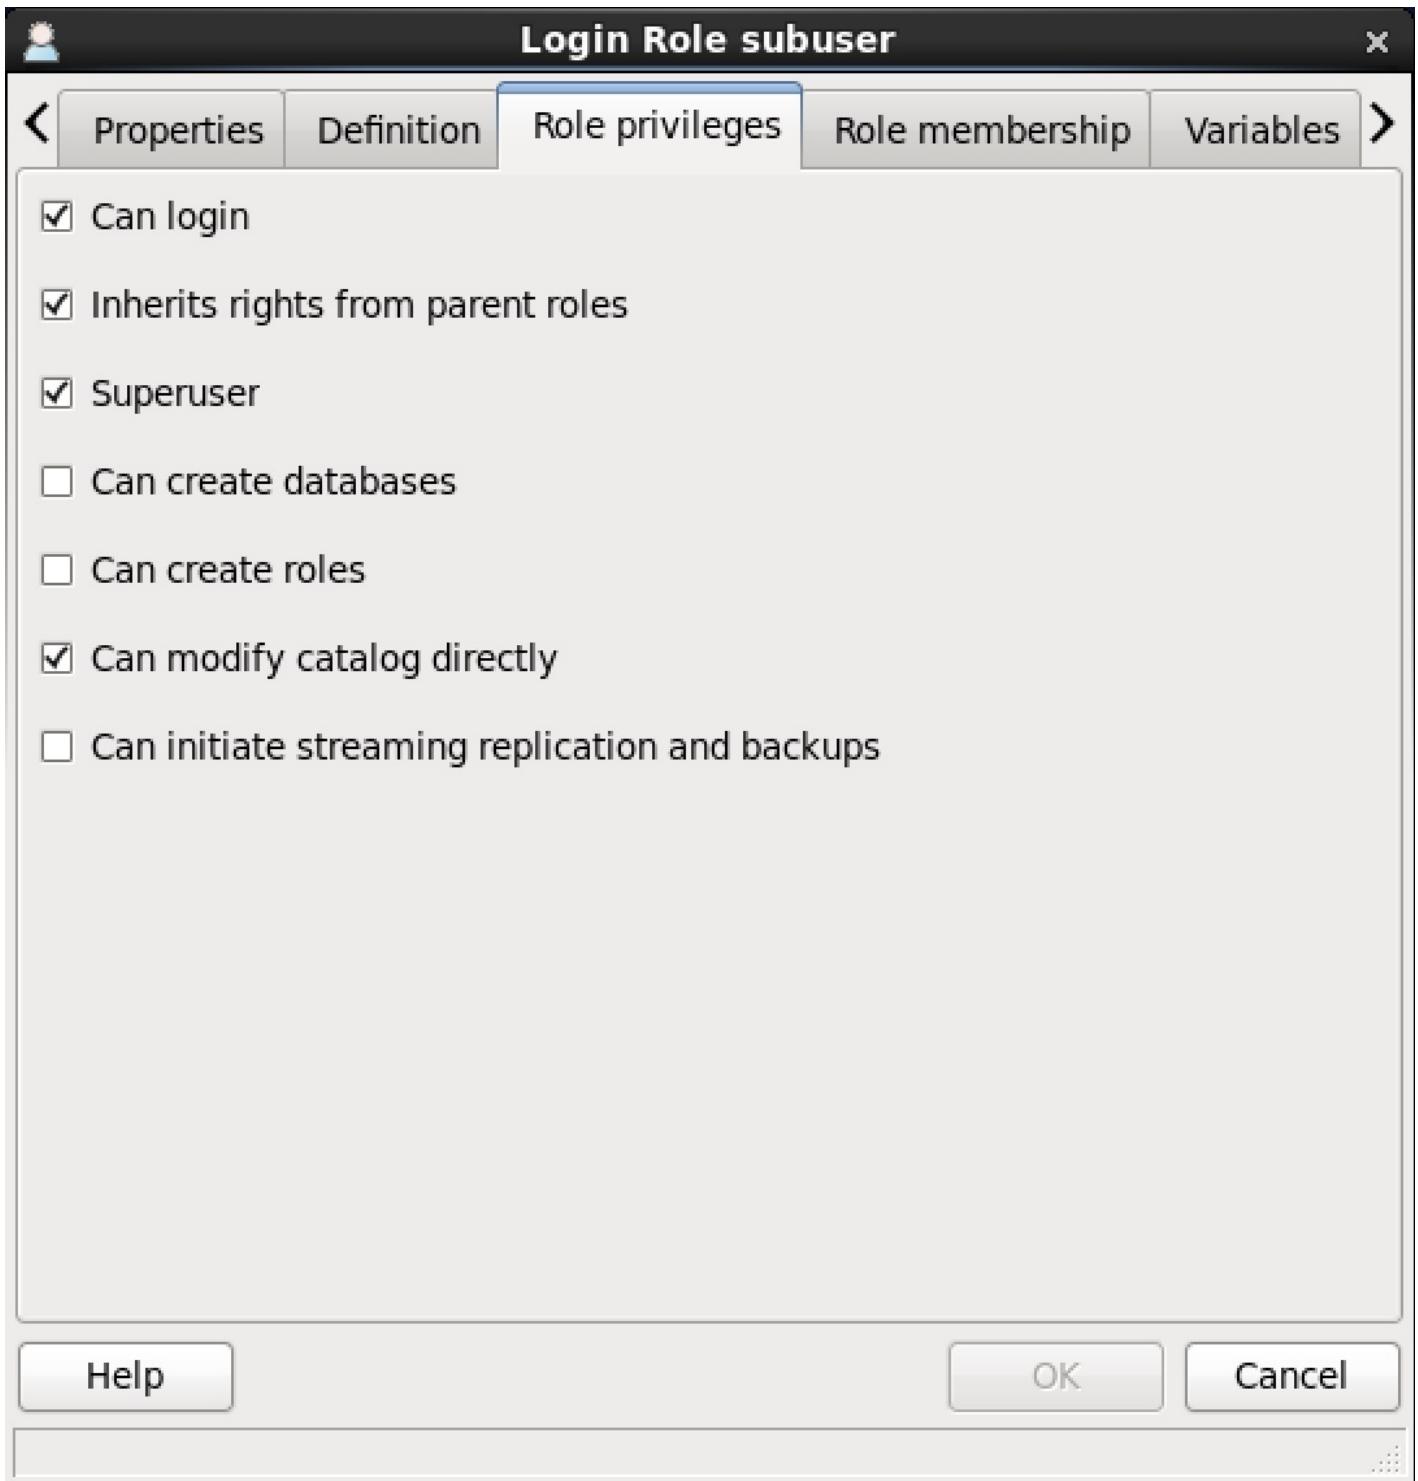 Login Role subuser
Properties Definition Role privileges Role membership Variables
Can login
Inherits rights from parent roles
Superuser
Can create databases
Can create roles
Can modify catalog directly
Can initiate streaming replication and backups
Help OK Cancel